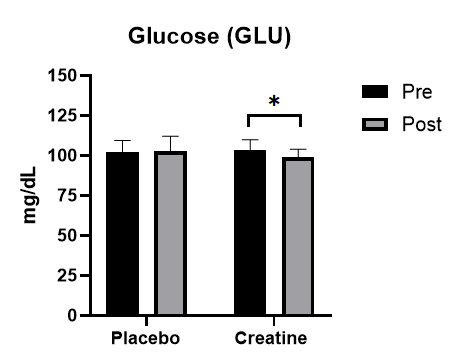 Glucose (GLU)
mg/dL
150
125
100
75
50
25
0
*
Pre
Post
Placebo
Creatine